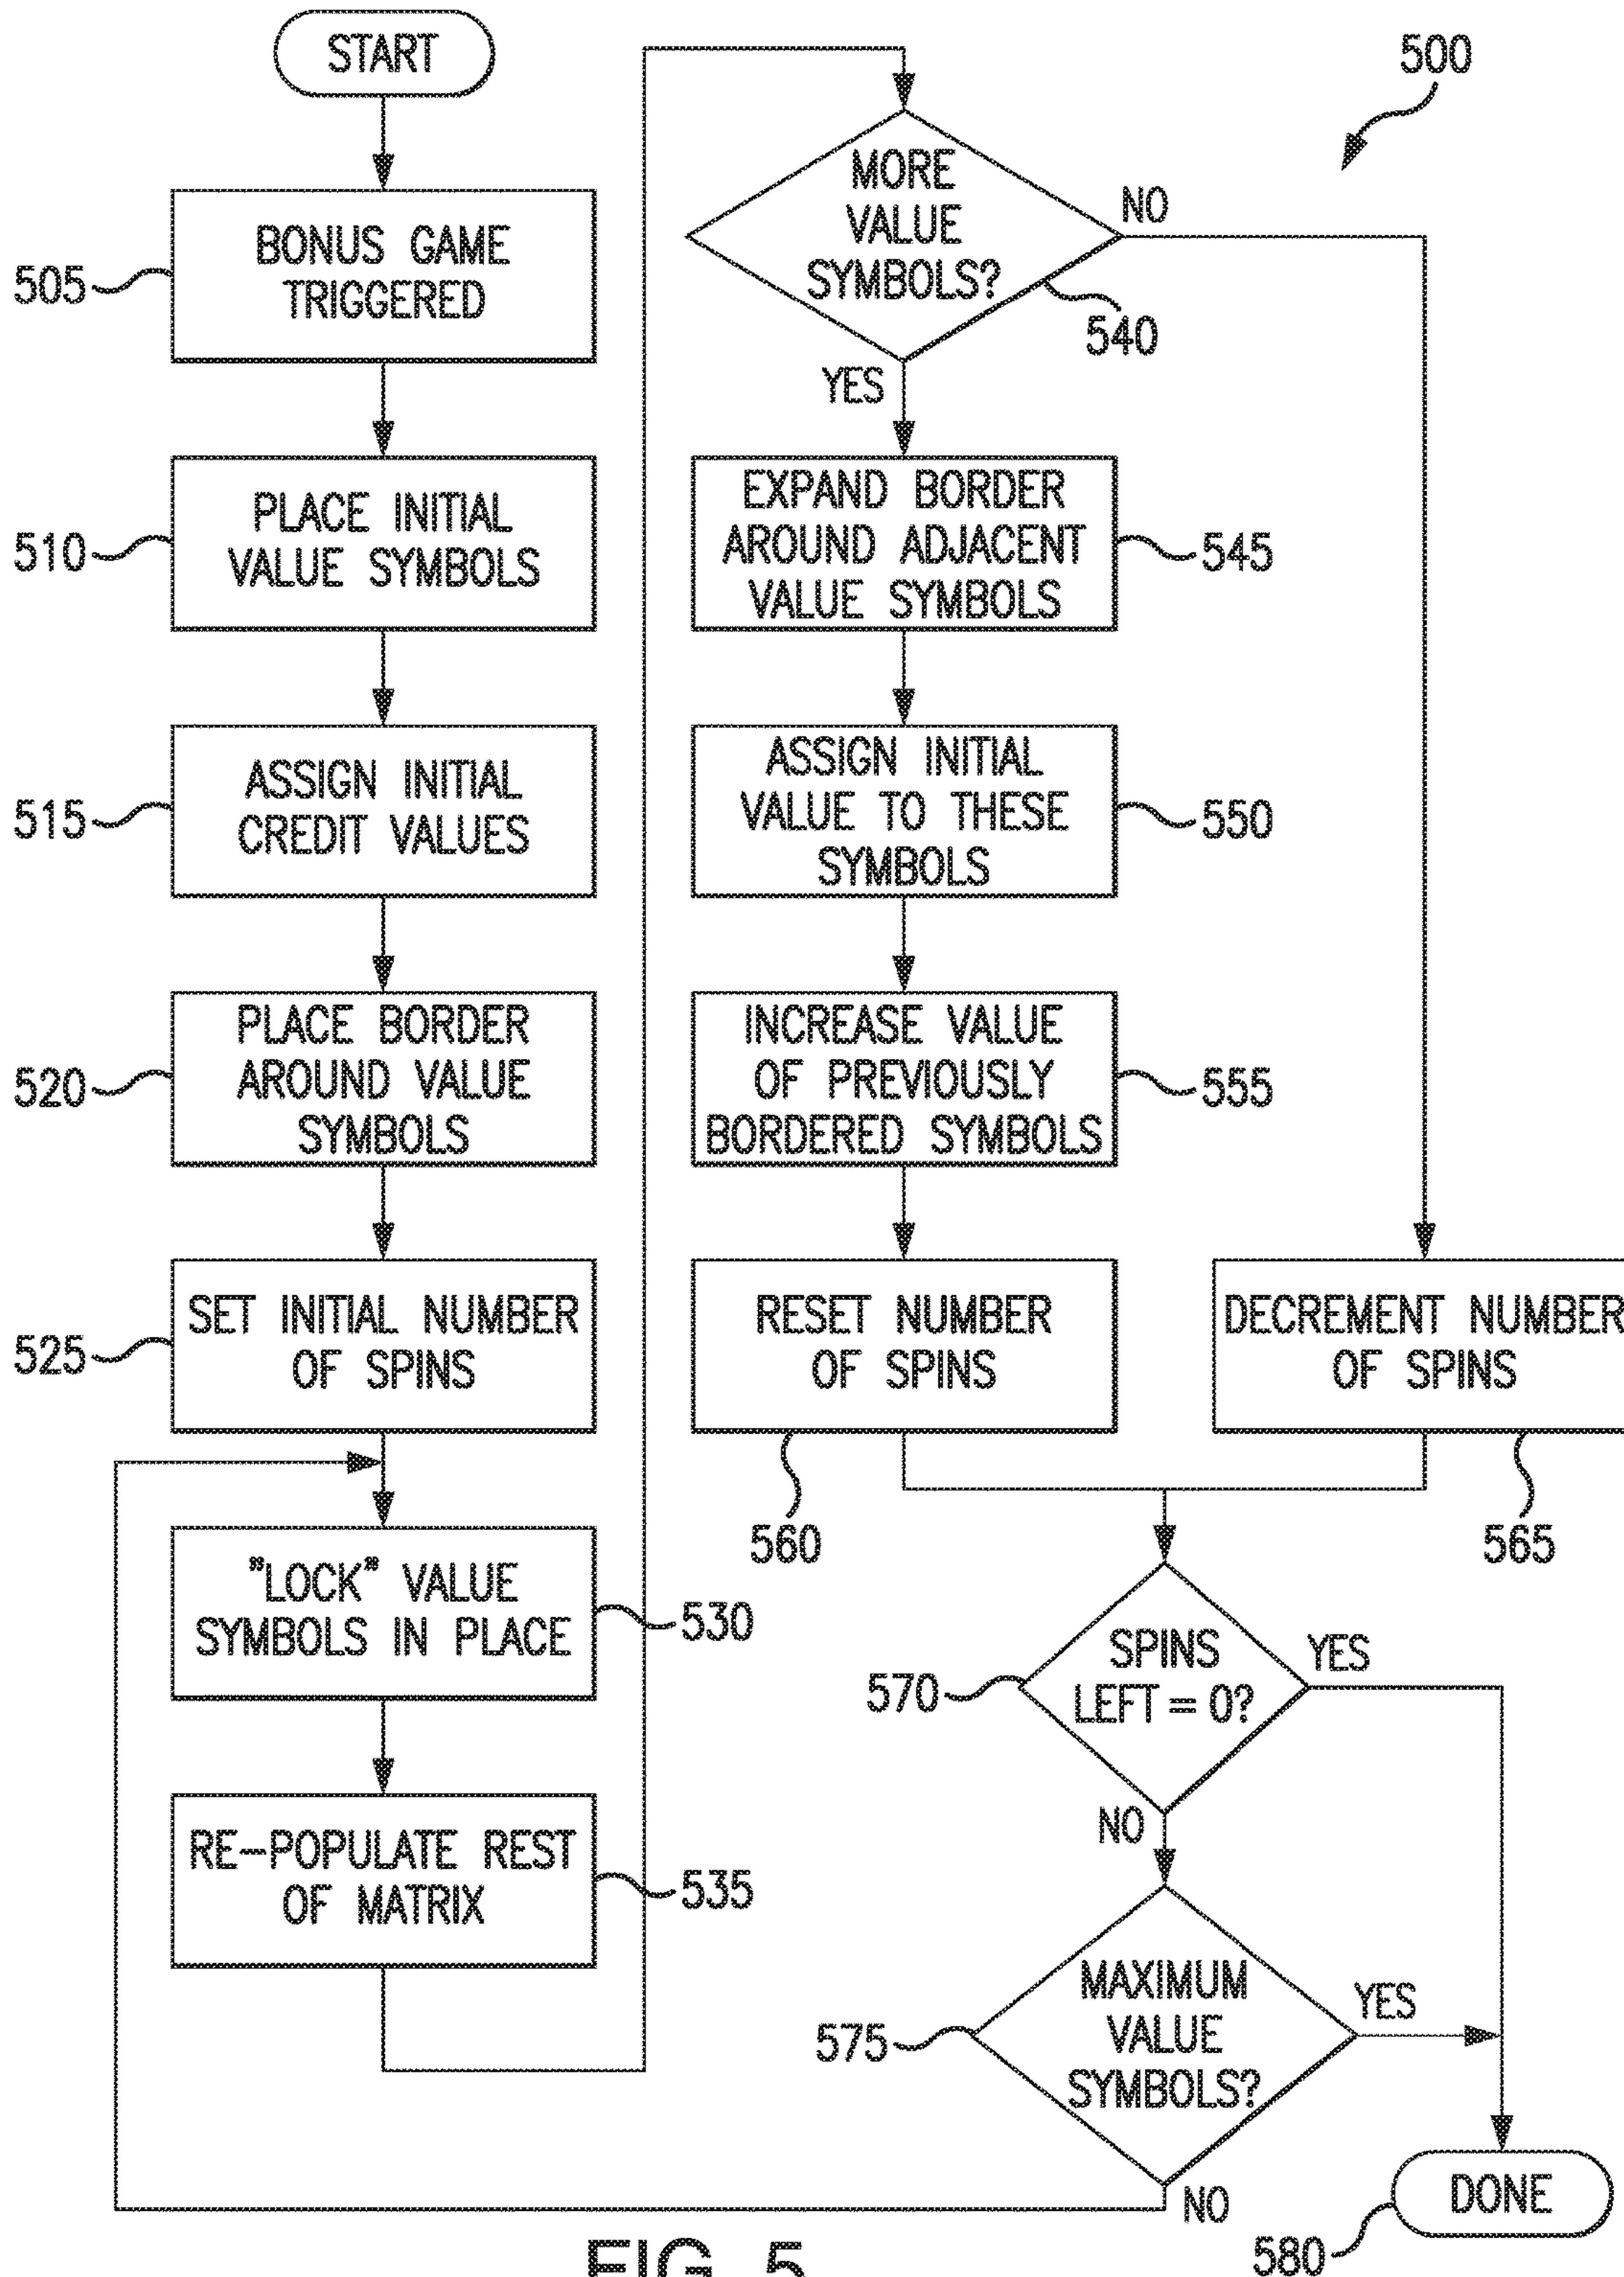 START
BONUS GAME
TRIGGERED
505
PLACE INITIAL
VALUE SYMBOLS
510
ASSIGN INITIAL
CREDIT VALUES
515
PLACE BORDER
AROUND VALUE
SYMBOLS
520
SET INITIAL NUMBER
OF SPINS
525
"LOCK" VALUE
SYMBOLS IN PLACE
530
RE-POPULATE REST
OF MATRIX
535
500
MORE
VALUE
SYMBOLS?
540
NO
YES
EXPAND BORDER
AROUND ADJACENT
VALUE SYMBOLS
545
ASSIGN INITIAL
VALUE TO THESE
SYMBOLS
550
INCREASE VALUE
OF PREVIOUSLY
BORDERED SYMBOLS
555
RESET NUMBER
OF SPINS
560
DECREMENT NUMBER
OF SPINS
565
SPINS
LEFT = 0?
570
YES
NO
MAXIMUM
VALUE
SYMBOLS?
575
YES
NO
DONE
580
FIG. 5